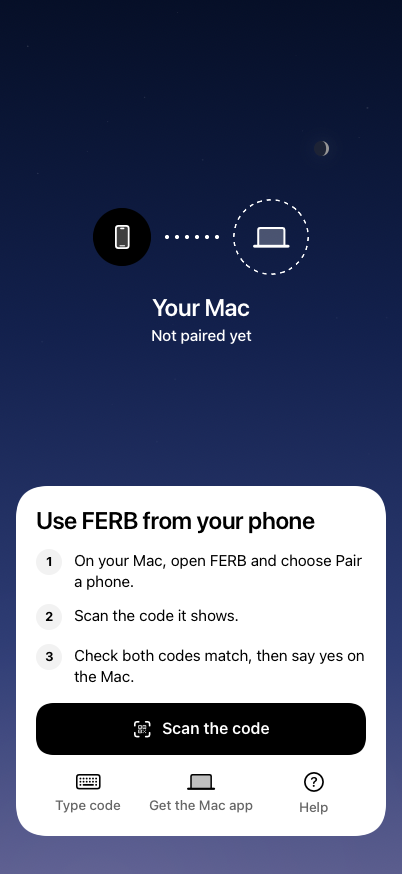 Your Mac
Not paired yet
Use FERB from your phone
1 On your Mac, open FERB and choose Pair
a phone.
2 Scan the code it shows.
3 Check both codes match, then say yes on
the Mac.
Scan the code
Type code Get the Mac app Help